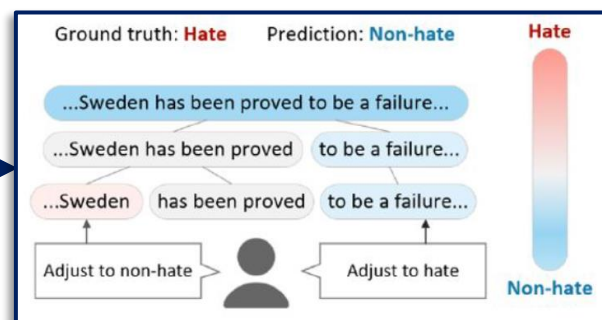 Ground truth: Hate Prediction: Non-hate
Hate
...Sweden has been proved to be a failure...
...Sweden has been proved to be a failure...
...Sweden has been proved to be a failure...
Adjust to non-hate Adjust to hate
Non-hate